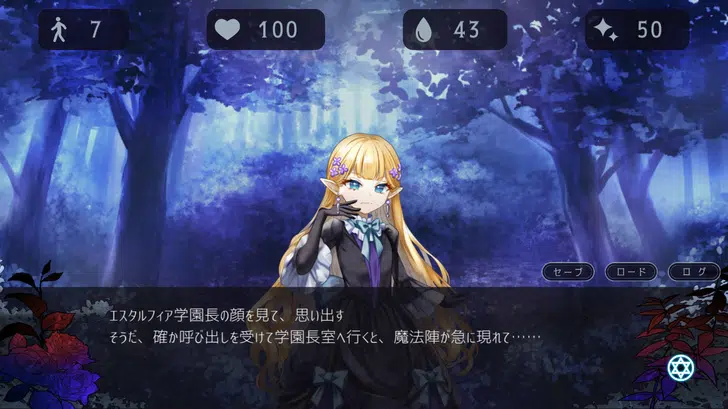 7
100
43
50
セーブ
ロード
ログ
エスタルフィア学園長の顔を見て、思い出す
そうだ、確か呼び出しを受けて学園長室へ行くと、魔法陣が急に現れて……